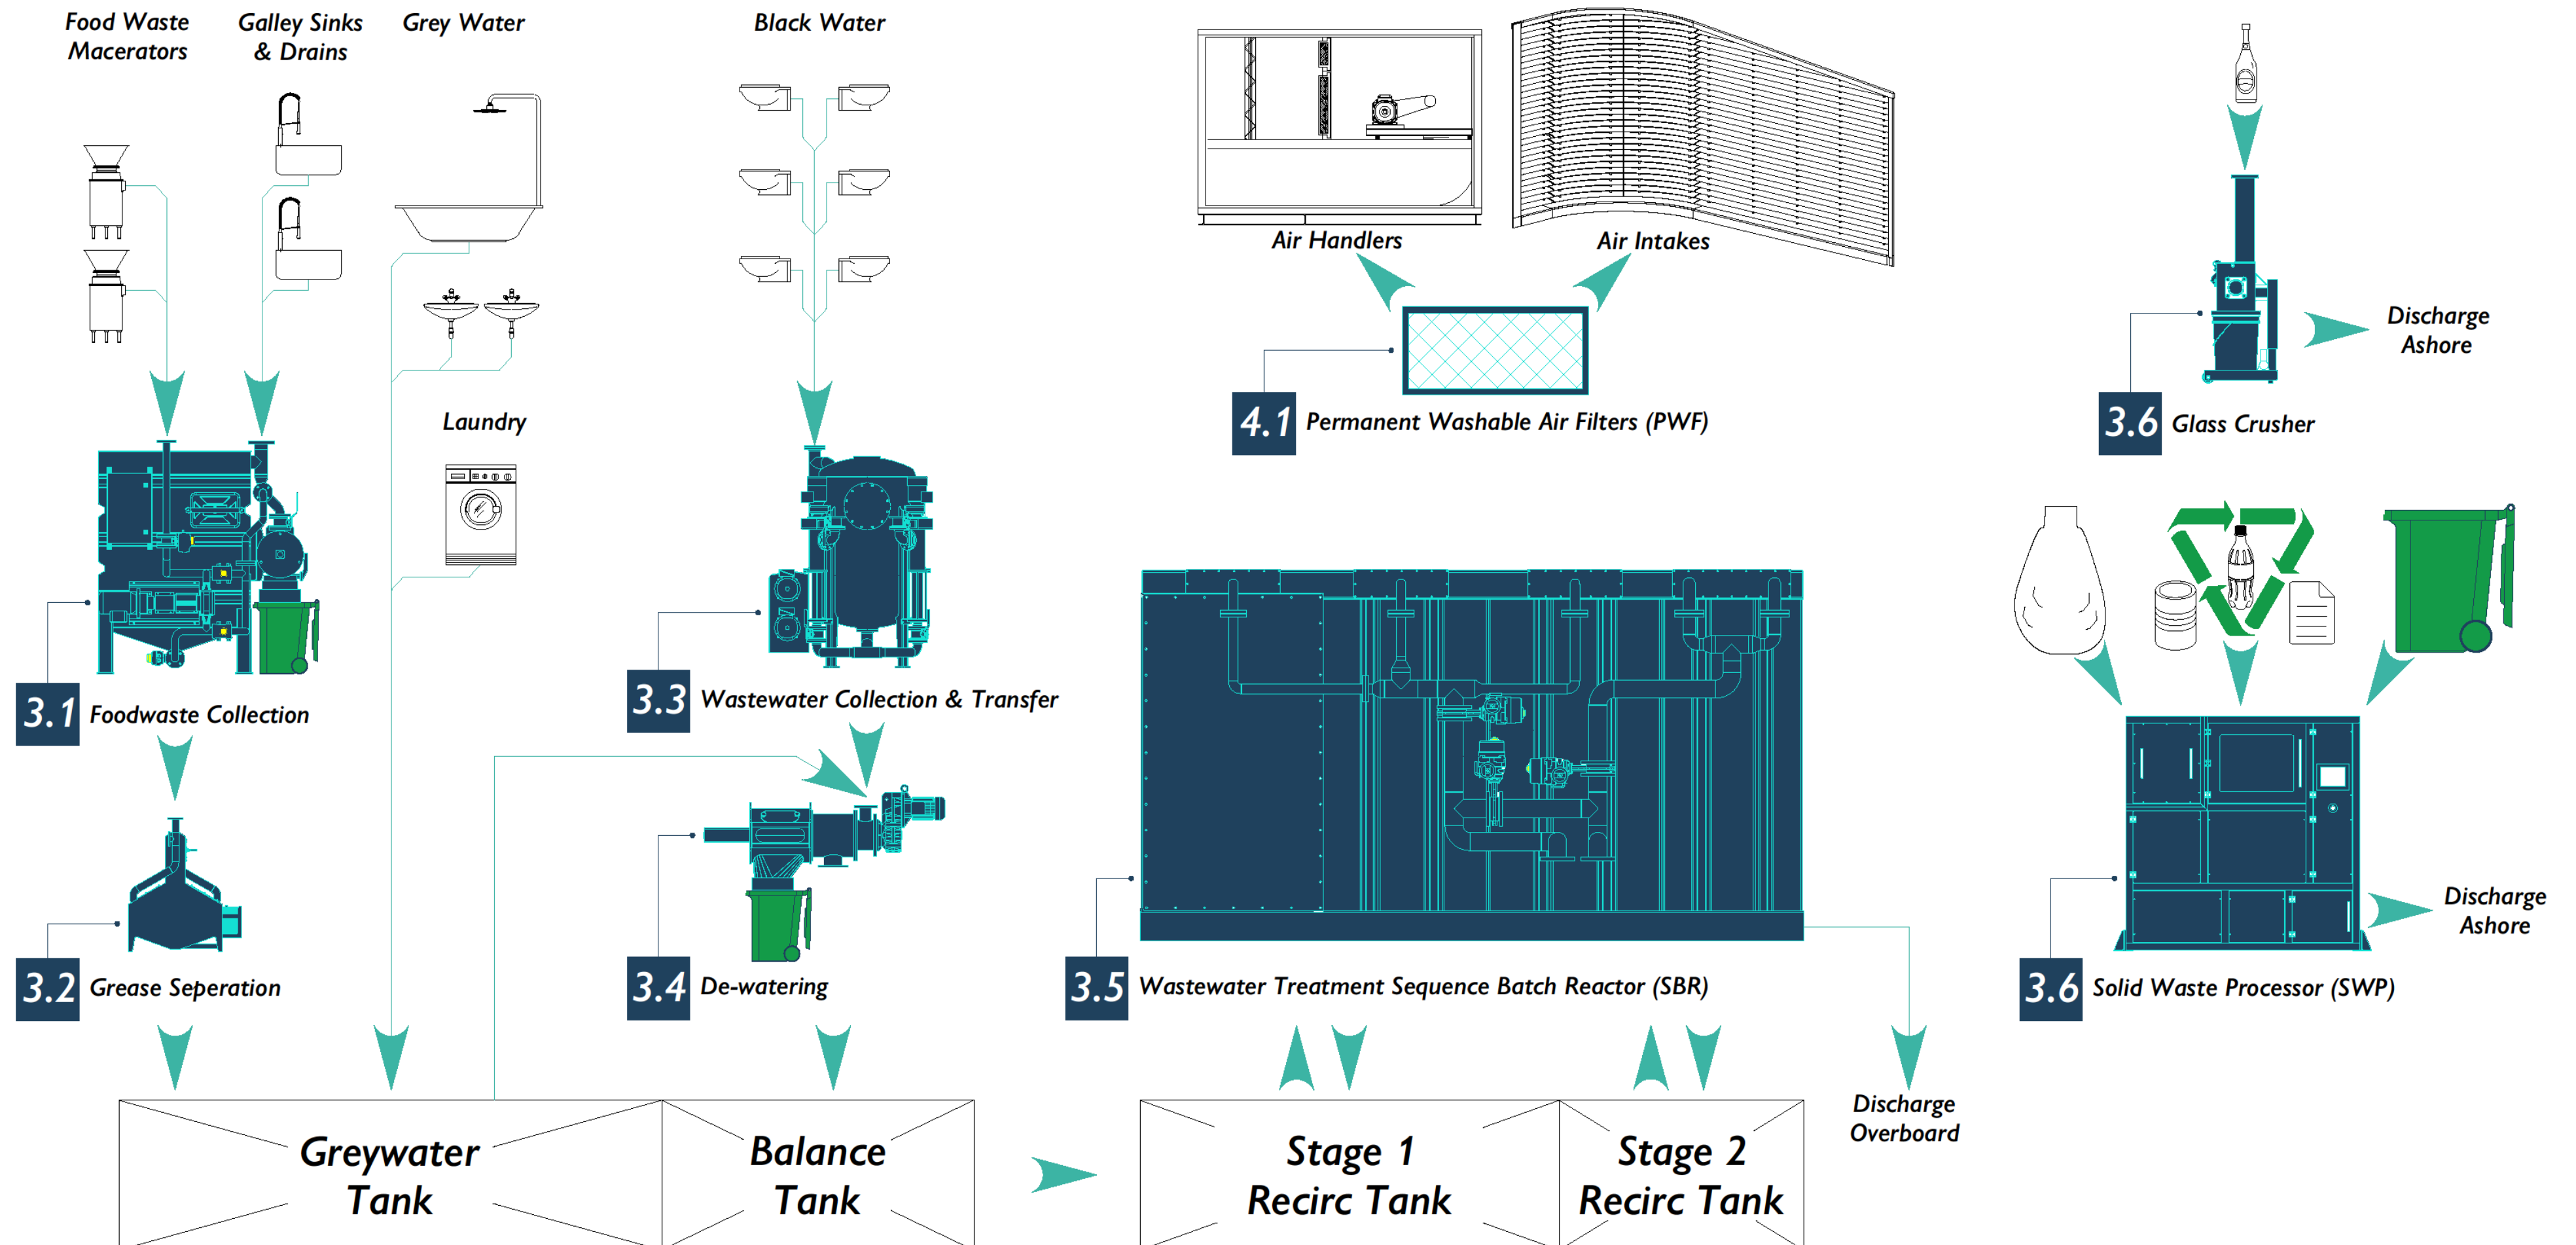 Food Waste
Macerators
Galley Sinks
& Drains
Grey Water
Black Water
Air Handlers
Air Intakes
4.1
Permanent Washable Air Filters (PWF)
Discharge
Ashore
3.6
Glass Crusher
Laundry
3.1
Foodwaste Collection
3.3
Wastewater Collection & Transfer
3.2
Grease Seperation
3.4
De-watering
3.5
Wastewater Treatment Sequence Batch Reactor (SBR)
Discharge
Ashore
3.6
Solid Waste Processor (SWP)
Greywater
Tank
Balance
Tank
Stage 1
Recirc Tank
Stage 2
Recirc Tank
Discharge
Overboard